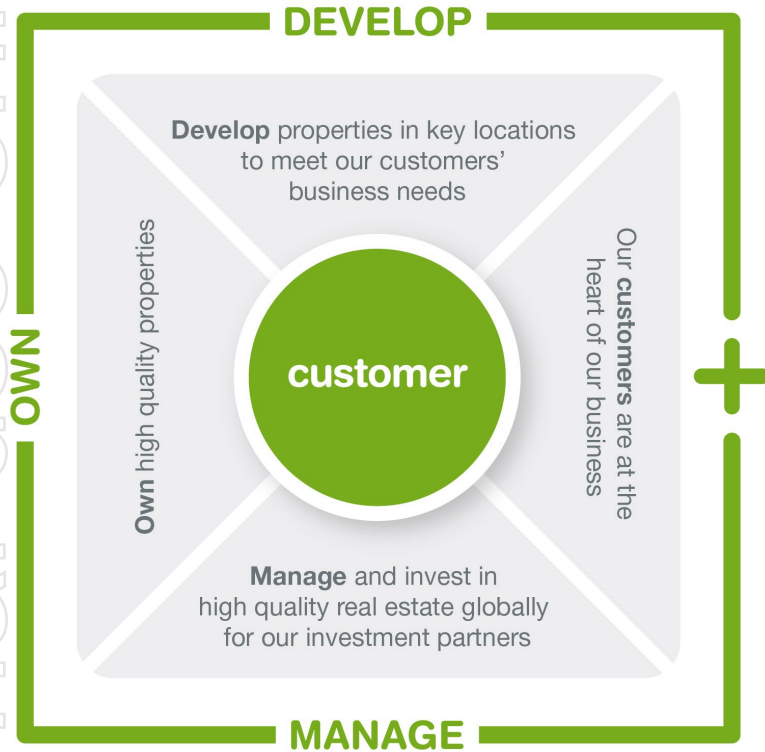 DEVELOP
Develop properties in key locations
to meet our customers’
business needs
OWN
Own high quality properties
customer
Our customers are at the
heart of our business
+
Manage and invest in
high quality real estate globally
for our investment partners
MANAGE